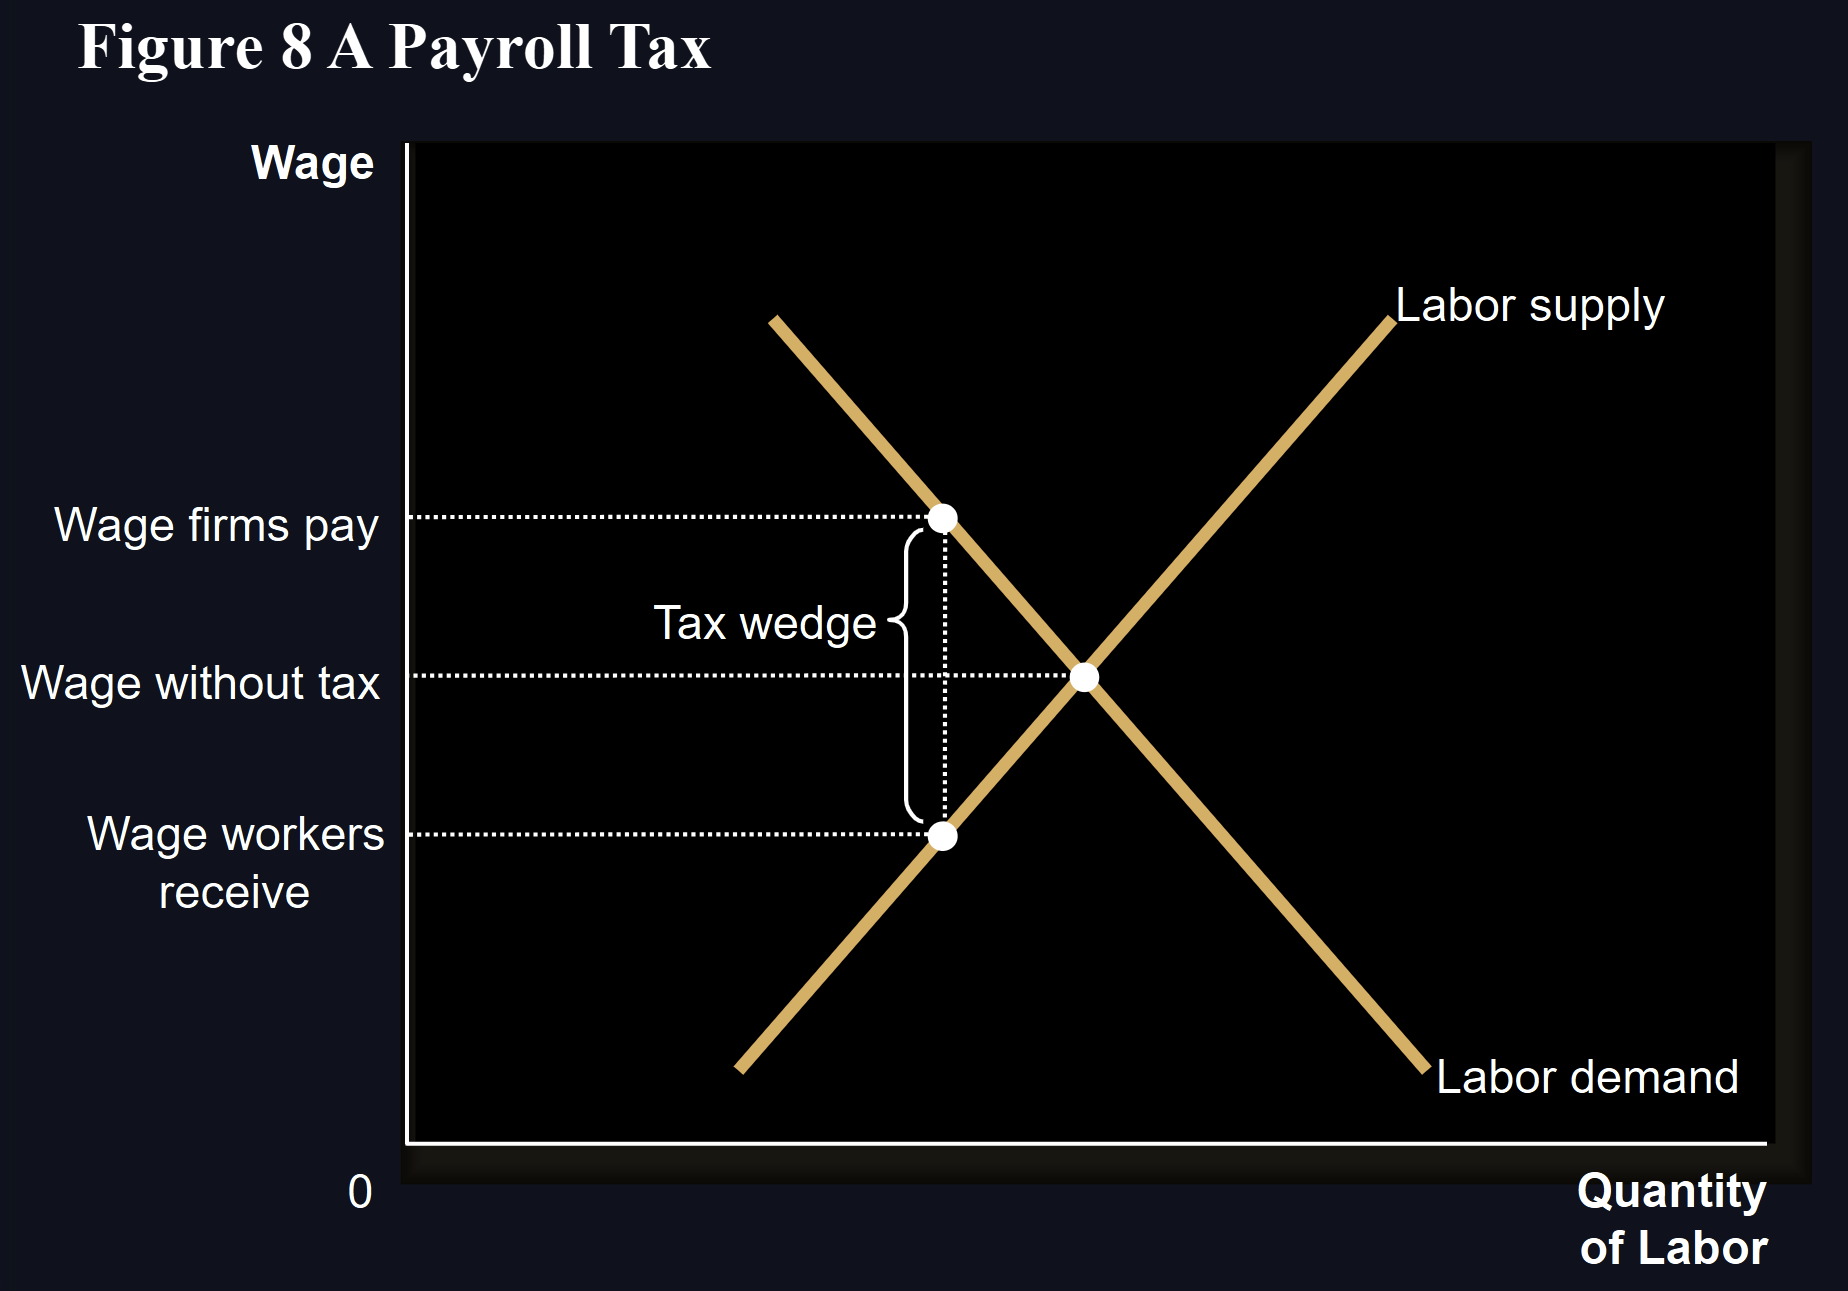 Figure 8 A Payroll Tax
Wage
Labor supply
Wage firms pay
Tax wedge
Wage without tax
Wage workers
receive
Labor demand
0
Quantity
of Labor